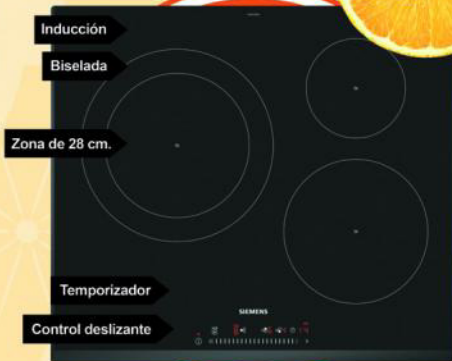 Inducción
Biselada
Zona de 28 cm.
Temporizador
SIEMENS
Control deslizante